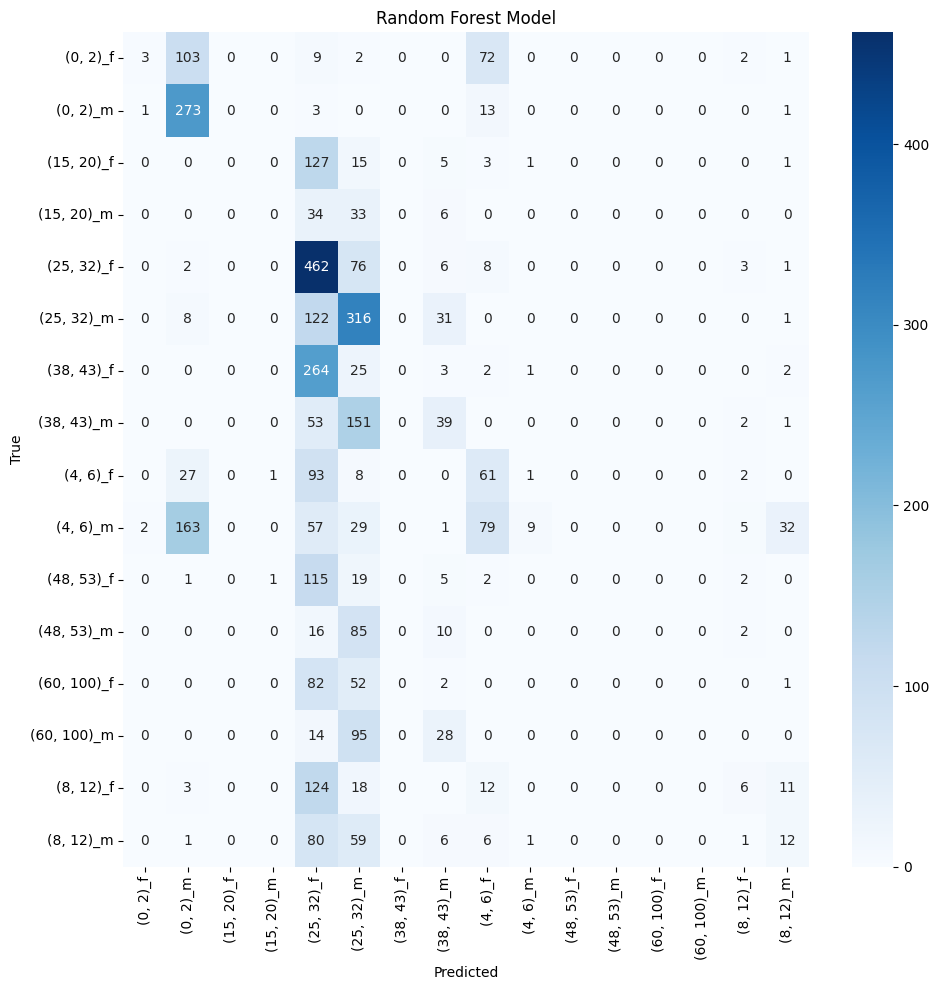 Random Forest Model
(0, 2)_f 3 103 0 0 9 2 0 0 72 0 0 0 0 0 2 1
(0, 2)_m 1 273 0 0 3 0 0 0 13 0 0 0 0 0 0 1
(15, 20)_f 0 0 0 0 127 15 0 5 3 1 0 0 0 0 0 1
(15, 20)_m 0 0 0 0 34 33 0 6 0 0 0 0 0 0 0 0
(25, 32)_f 0 2 0 0 462 76 0 6 8 0 0 0 0 0 3 1
(25, 32)_m 0 8 0 0 122 316 0 31 0 0 0 0 0 0 0 1
(38, 43)_f 0 0 0 0 264 25 0 3 2 1 0 0 0 0 0 2
(38, 43)_m 0 0 0 0 53 151 0 39 0 0 0 0 0 0 2 1
(4, 6)_f 0 27 0 1 93 8 0 0 61 1 0 0 0 0 2 0
(4, 6)_m 2 163 0 0 57 29 0 1 79 9 0 0 0 0 5 32
(48, 53)_f 0 1 0 1 115 19 0 5 2 0 0 0 0 0 2 0
(48, 53)_m 0 0 0 0 16 85 0 10 0 0 0 0 0 0 2 0
(60, 100)_f 0 0 0 0 82 52 0 2 0 0 0 0 0 0 0 1
(60, 100)_m 0 0 0 0 14 95 0 28 0 0 0 0 0 0 0 0
(8, 12)_f 0 3 0 0 124 18 0 0 12 0 0 0 0 0 6 11
(8, 12)_m 0 1 0 0 80 59 0 6 6 1 0 0 0 0 1 12
True
(0, 2)_f (0, 2)_m (15, 20)_f (15, 20)_m (25, 32)_f (25, 32)_m (38, 43)_f (38, 43)_m (4, 6)_f (4, 6)_m (48, 53)_f (48, 53)_m (60, 100)_f (60, 100)_m (8, 12)_f (8, 12)_m
Predicted
400
300
200
100
0